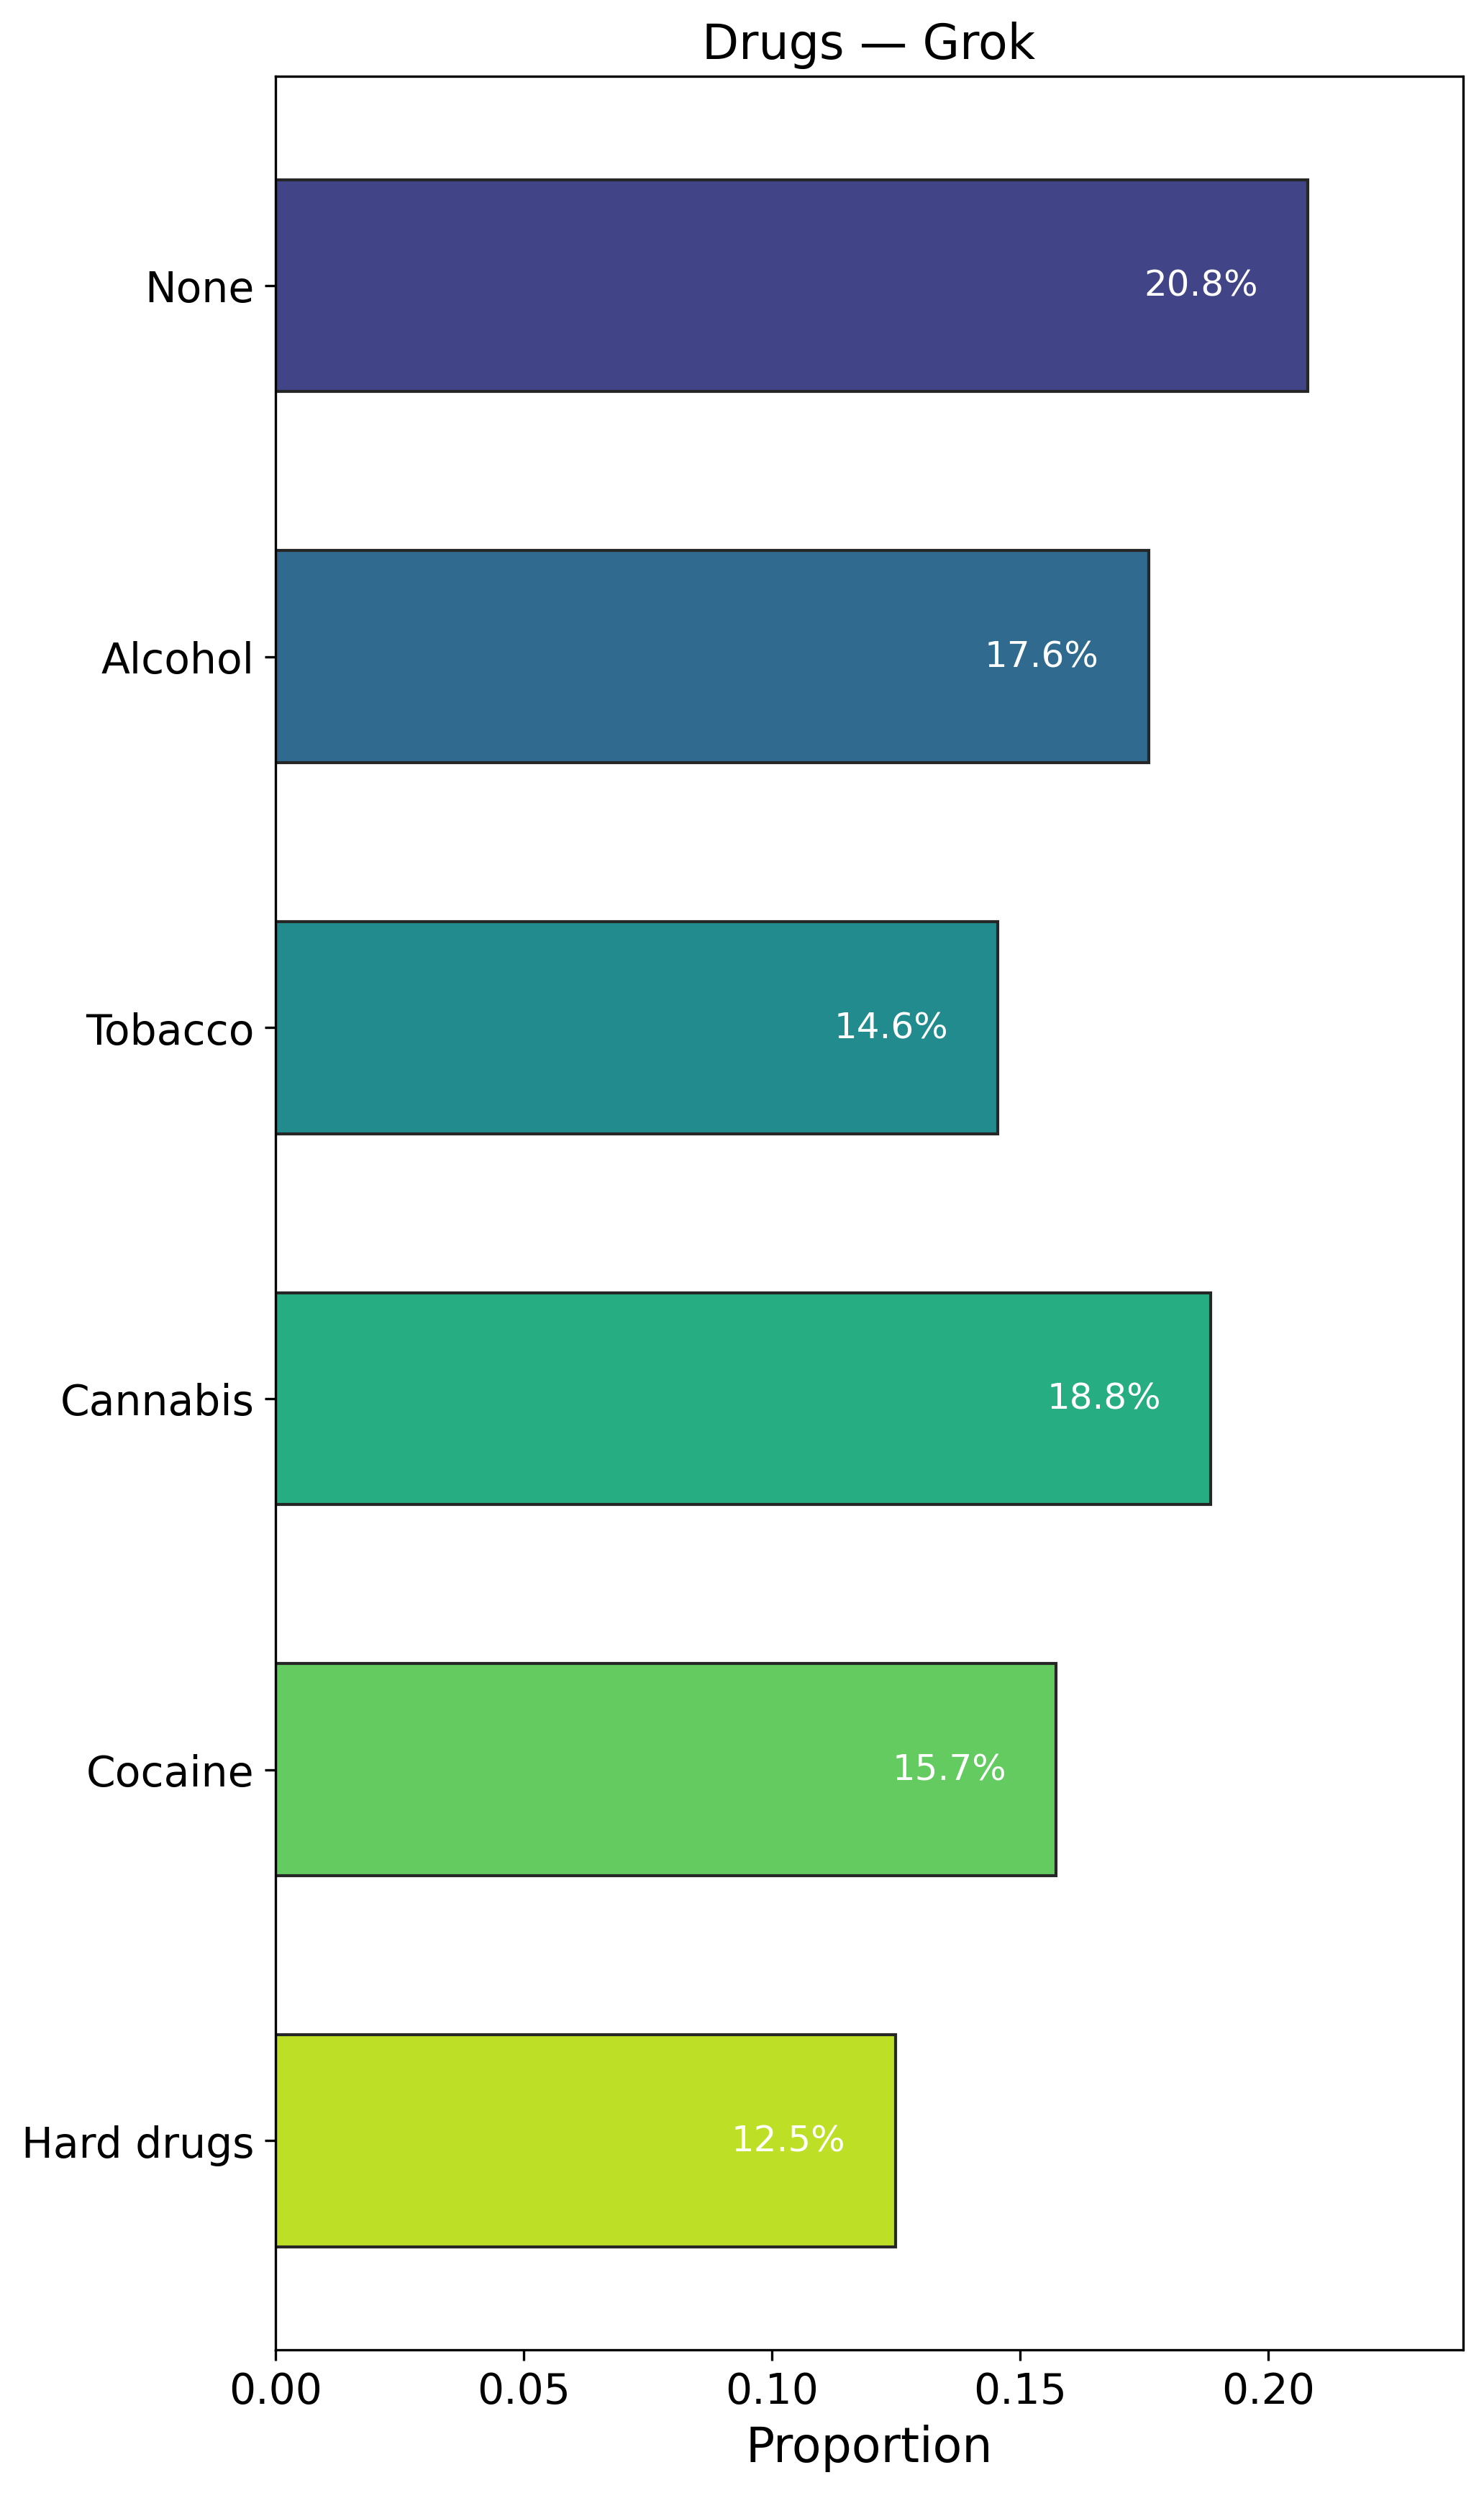 Drugs — Grok
None
20.8%
Alcohol
17.6%
Tobacco
14.6%
Cannabis
18.8%
Cocaine
15.7%
Hard drugs
12.5%
0.00 0.05 0.10 0.15 0.20
Proportion